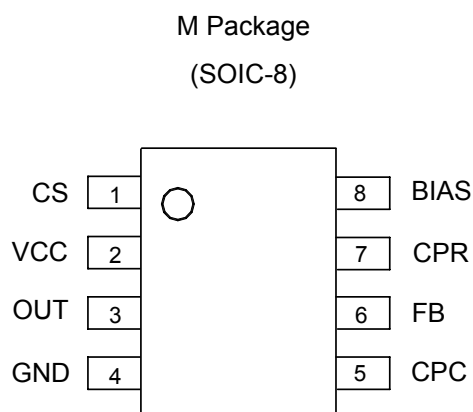 M Package
(SOIC-8)
CS 1 8 BIAS
VCC 2 7 CPR
OUT 3 6 FB
GND 4 5 CPC